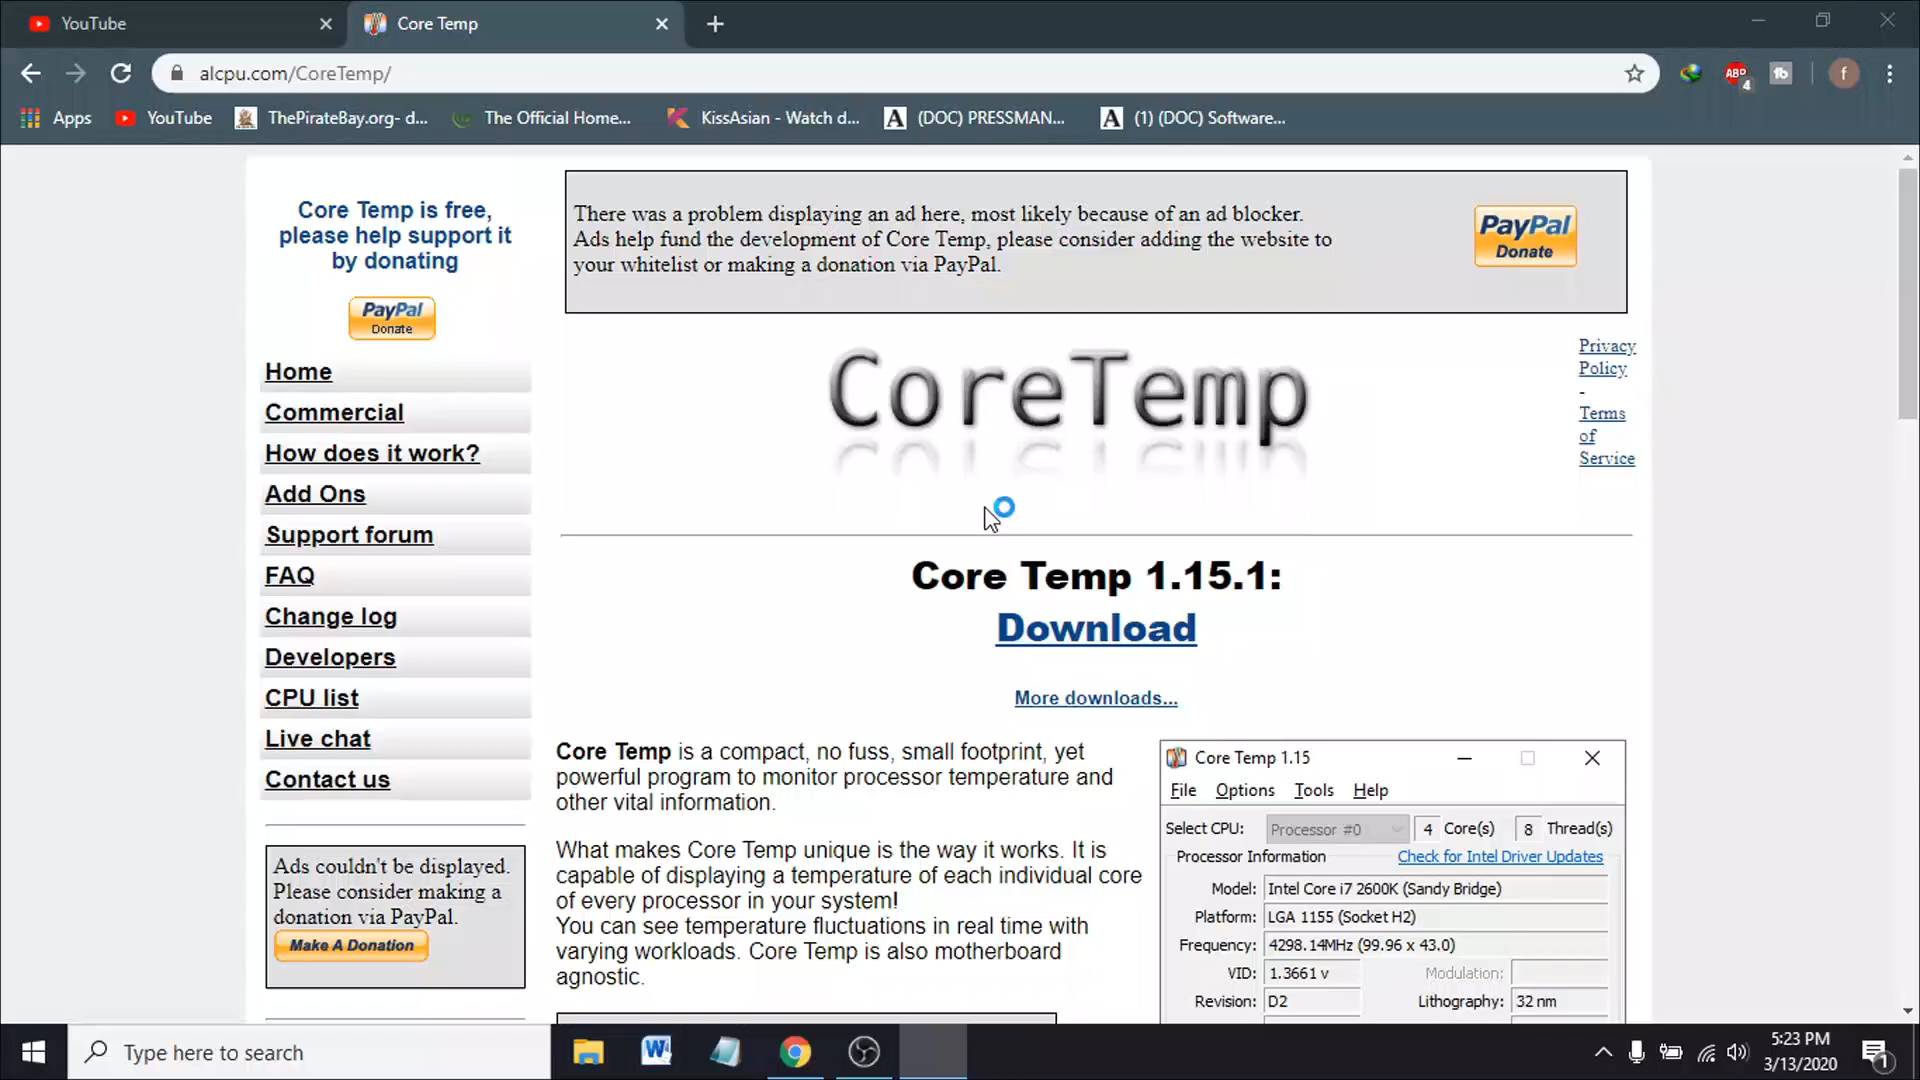 YouTube
Core Temp
alcpu.com/CoreTemp/
ABP
4
f
Apps
YouTube
ThePirateBay.org- d...
The Official Home...
KissAsian - Watch d...
A (DOC) PRESSMAN...
A (1) (DOC) Software...
Core Temp is free,
please help support it
by donating
PayPal
Donate
Home
Commercial
How does it work?
Add Ons
Support forum
FAQ
Change log
Developers
CPU list
Live chat
Contact us
Ads couldn't be displayed.
Please consider making a
donation via PayPal.
Make A Donation
There was a problem displaying an ad here, most likely because of an ad blocker.
Ads help fund the development of Core Temp, please consider adding the website to
your whitelist or making a donation via PayPal.
PayPal
Donate
CoreTemp
Privacy
Policy
-
Terms
of
Service
Core Temp 1.15.1:
Download
More downloads...
Core Temp is a compact, no fuss, small footprint, yet
powerful program to monitor processor temperature and
other vital information.
What makes Core Temp unique is the way it works. It is
capable of displaying a temperature of each individual core
of every processor in your system!
You can see temperature fluctuations in real time with
varying workloads. Core Temp is also motherboard
agnostic.
Core Temp 1.15
File Options Tools Help
Select CPU: Processor #0 4 Core(s) 8 Thread(s)
Processor Information Check for Intel Driver Updates
Model: Intel Core i7 2600K (Sandy Bridge)
Platform: LGA 1155 (Socket H2)
Frequency: 4298.14MHz (99.96 x 43.0)
VID: 1.3661 v Modulation:
Revision: D2 Lithography: 32 nm
Type here to search
W
5:23 PM
3/13/2020
1